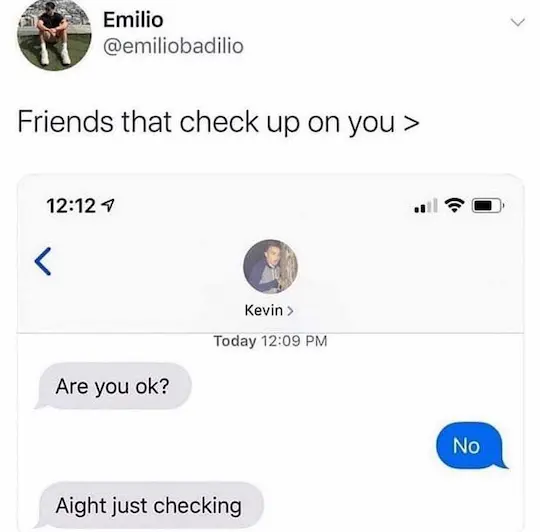 Emilio
@emiliobadilio
Friends that check up on you >
12:12
Kevin >
Today 12:09 PM
Are you ok?
No
Aight just checking